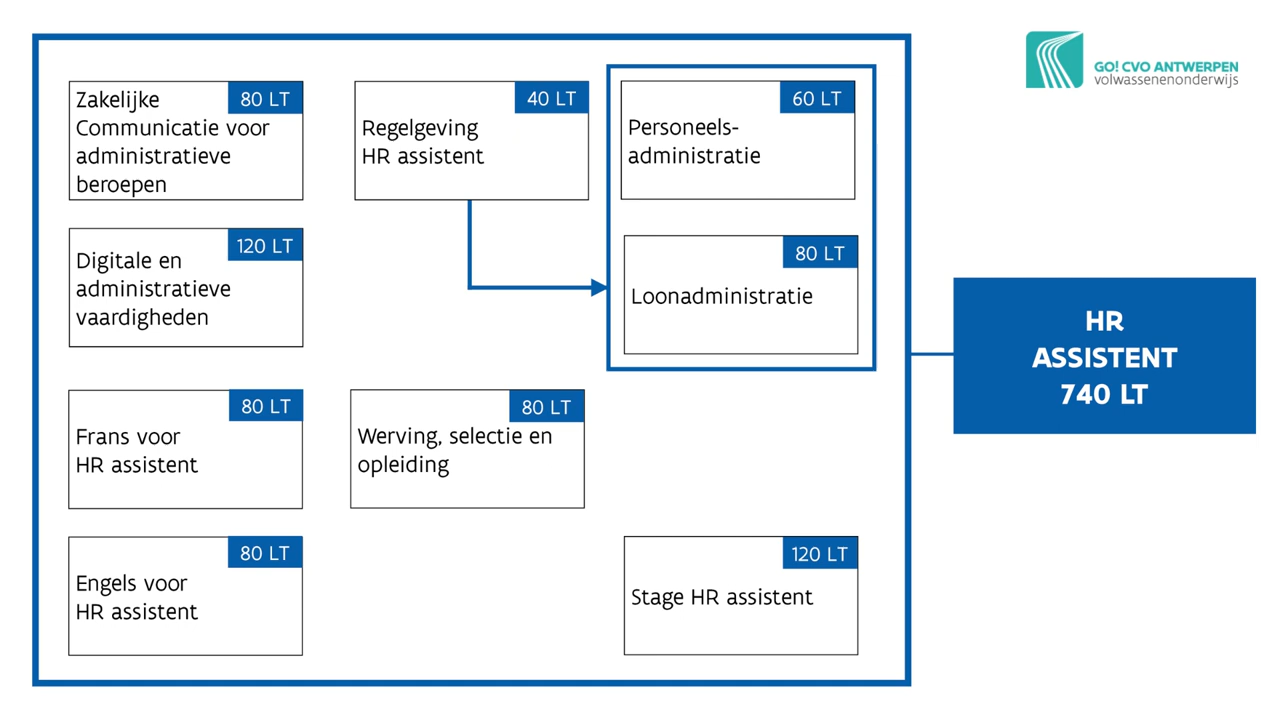 GO! CVO ANTWERPEN
volwassenenonderwijs
80 LT
Zakelijke
Communicatie voor
administratieve
beroepen
40 LT
Regelgeving
HR assistent
60 LT
Personeels-
administratie
120 LT
Digitale en
administratieve
vaardigheden
80 LT
Loonadministratie
80 LT
Frans voor
HR assistent
80 LT
Werving, selectie en
opleiding
80 LT
Engels voor
HR assistent
120 LT
Stage HR assistent
HR
ASSISTENT
740 LT